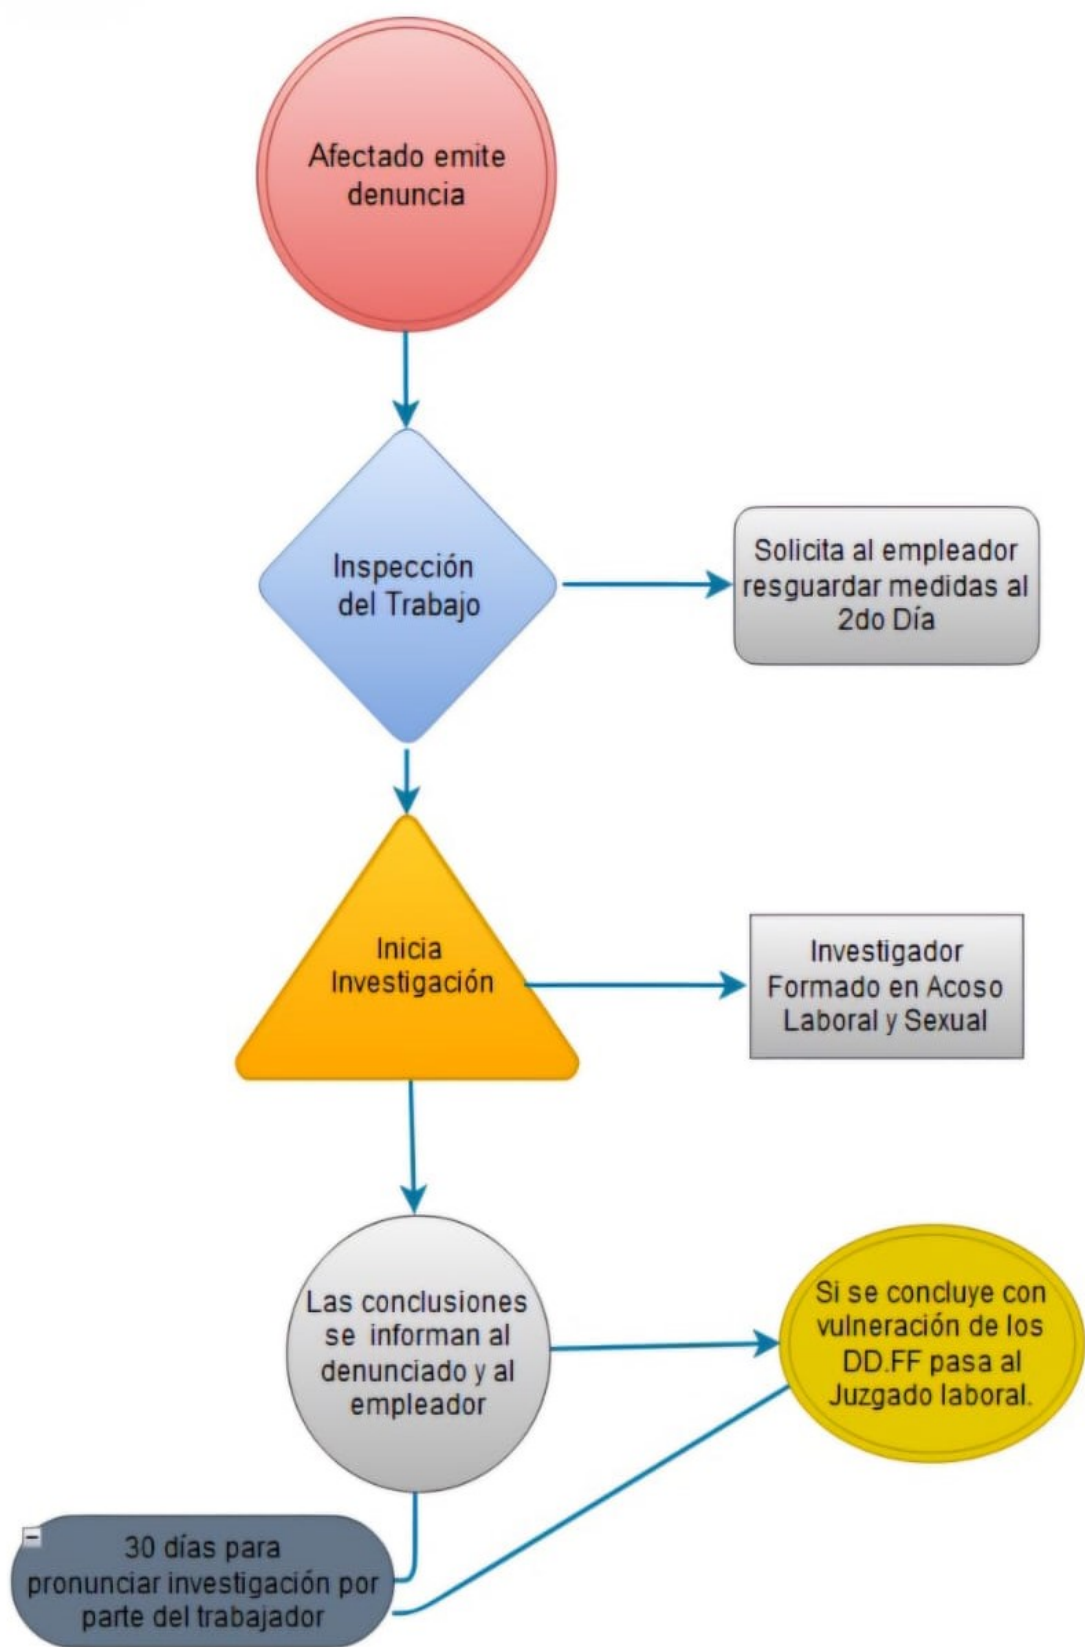 Afectado emite
denuncia
Inspección
del Trabajo
Solicita al empleador
resguardar medidas al
2do Día
Inicia
Investigación
Investigador
Formado en Acoso
Laboral y Sexual
Las conclusiones
se informan al
denunciado y al
empleador
Si se concluye con
vulneración de los
DD.FF pasa al
Juzgado laboral.
30 días para
pronunciar investigación por
parte del trabajador